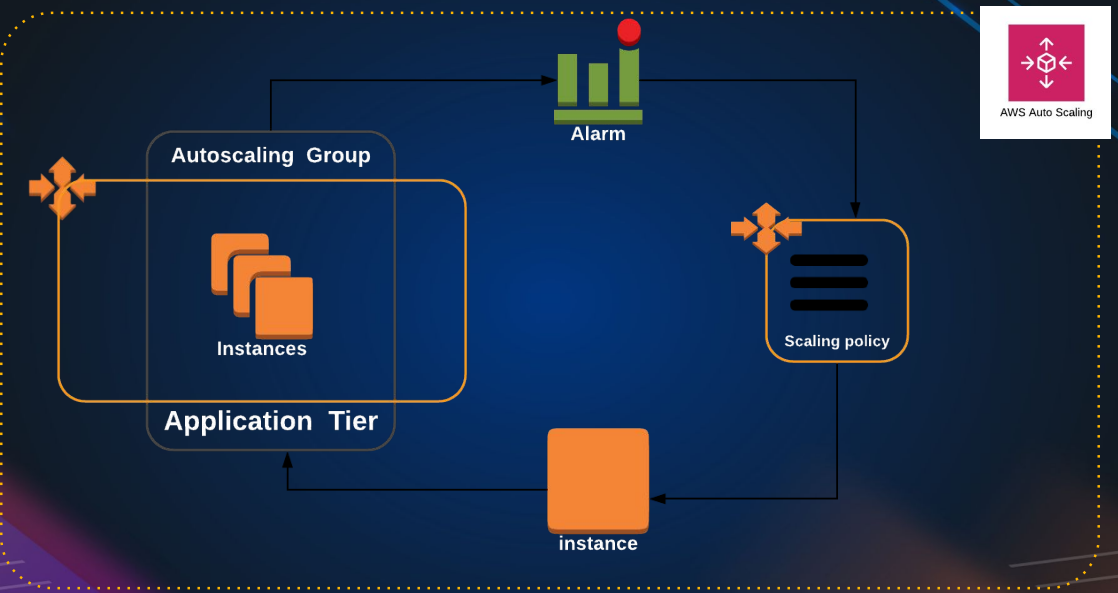 AWS Auto Scaling
Alarm
Autoscaling Group
Instances
Application Tier
Scaling policy
instance